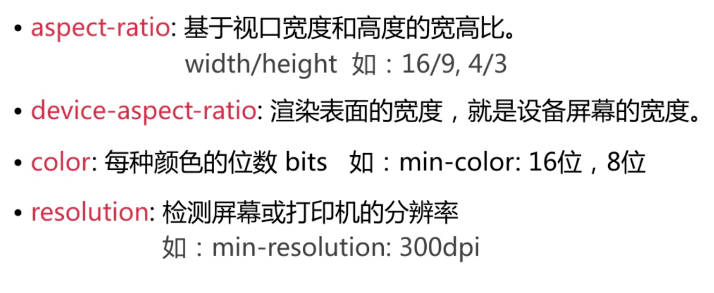 • aspect-ratio: 基于视口宽度和高度的宽高比。
width/height 如：16/9, 4/3
• device-aspect-ratio: 渲染表面的宽度，就是设备屏幕的宽度。
• color: 每种颜色的位数 bits 如：min-color: 16位，8位
• resolution: 检测屏幕或打印机的分辨率
如：min-resolution: 300dpi